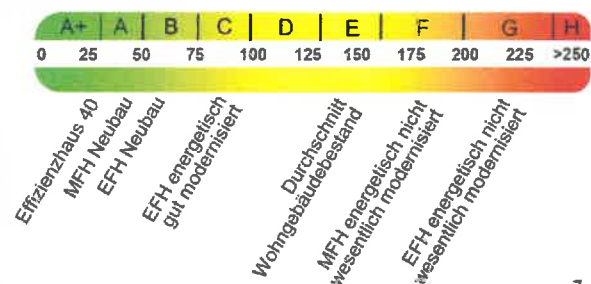 A+ A B C D E F G H
0 25 50 75 100 125 150 175 200 225 >250
Effizienzhaus 40
MFH Neubau
EFH Neubau
EFH energetisch
gut modernisiert
Durchschnitt
Wohngebäudebestand
MFH energetisch nicht
wesentlich modernisiert
EFH energetisch nicht
wesentlich modernisiert